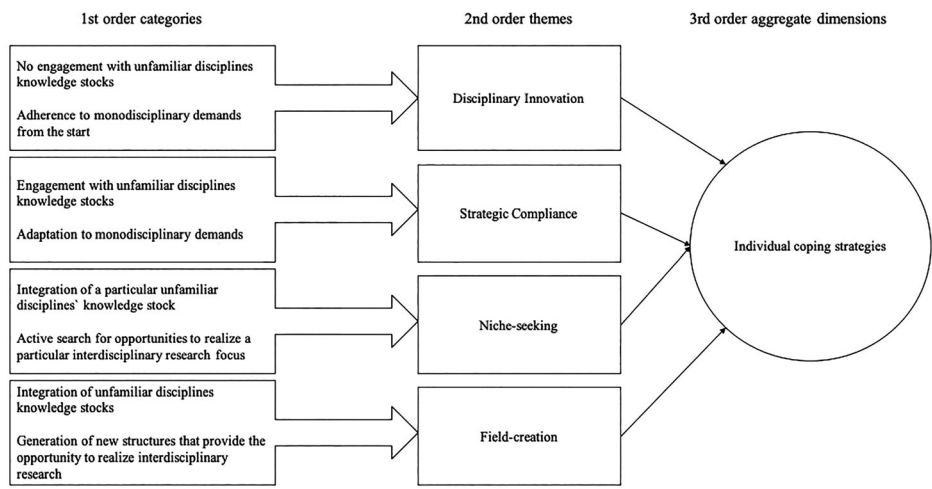 1st order categories
2nd order themes
3rd order aggregate dimensions
No engagement with unfamiliar disciplines
knowledge stocks
Adherence to monodisciplinary demands
from the start
Disciplinary Innovation
Engagement with unfamiliar disciplines
knowledge stocks
Adaptation to monodisciplinary demands
Strategic Compliance
Individual coping strategies
Integration of a particular unfamiliar
disciplines` knowledge stock
Active search for opportunities to realize a
particular interdisciplinary research focus
Niche-seeking
Integration of unfamiliar disciplines
knowledge stocks
Generation of new structures that provide the
opportunity to realize interdisciplinary
research
Field-creation